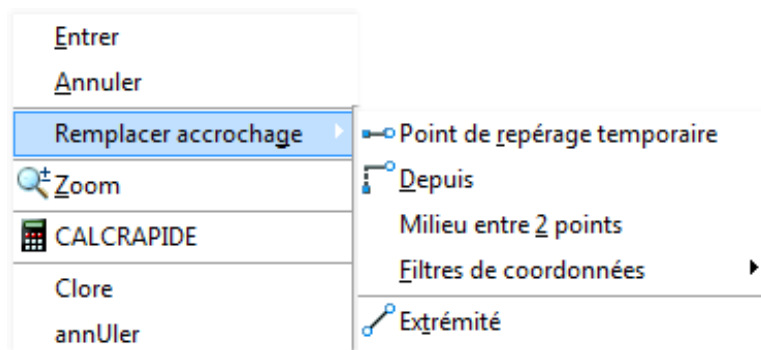 Entrer
Annuler
Remplacer accrochage
Zoom
CALCRAPIDE
Clore
annUler
Point de repérage temporaire
Depuis
Milieu entre 2 points
Filtres de coordonnées
Extrémité